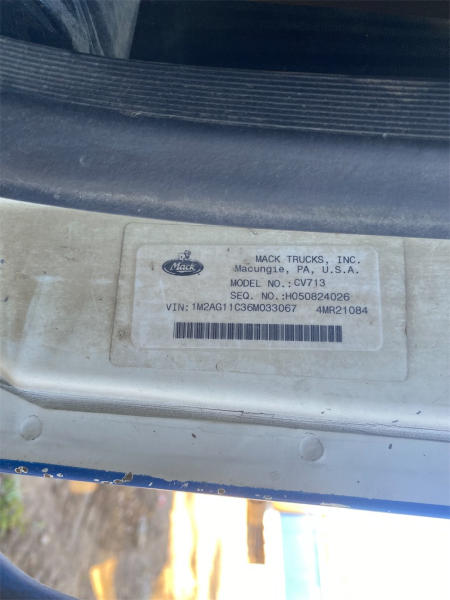 Mack
MACK TRUCKS, INC.
Macungie, PA, U.S.A.
MODEL NO.:CV713
SEQ. NO.:H050824026
VIN:1M2AG11C36M033067 4MR21084